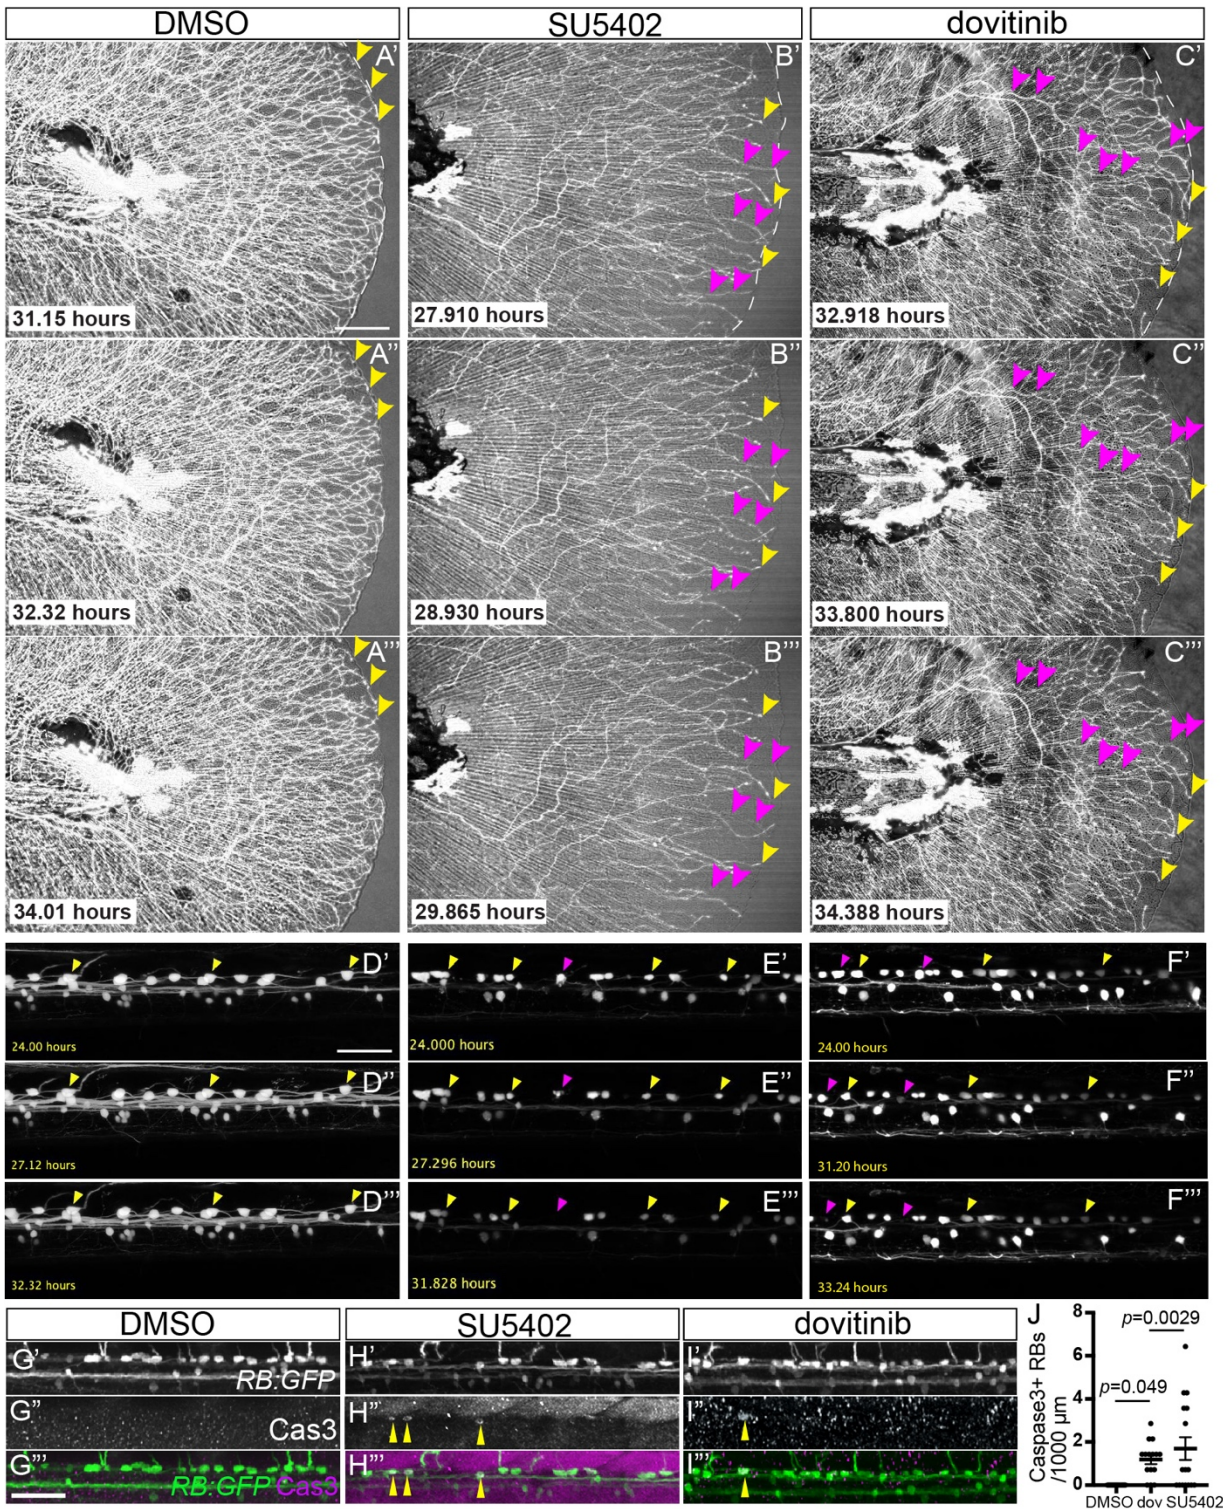 DMSO
SU5402
dovitinib
A'
B'
C'
31.15 hours
27.910 hours
32.918 hours
A''
B''
C''
32.32 hours
28.930 hours
33.800 hours
A'''
B'''
C'''
34.01 hours
29.865 hours
34.388 hours
D'
E'
F'
24.00 hours
24.000 hours
24.00 hours
D''
E''
F''
27.12 hours
27.296 hours
31.20 hours
D'''
E'''
F'''
32.32 hours
31.828 hours
33.24 hours
DMSO
SU5402
dovitinib
G'
RB:GFP
H'
I'
G''
Cas3
H''
I''
G'''
RB:GFP Cas3
H'''
I'''
J
Caspase3+ RBs
/1000 µm
8
6
4
2
0
p=0.0029
p=0.049
DMSO dov SU5402